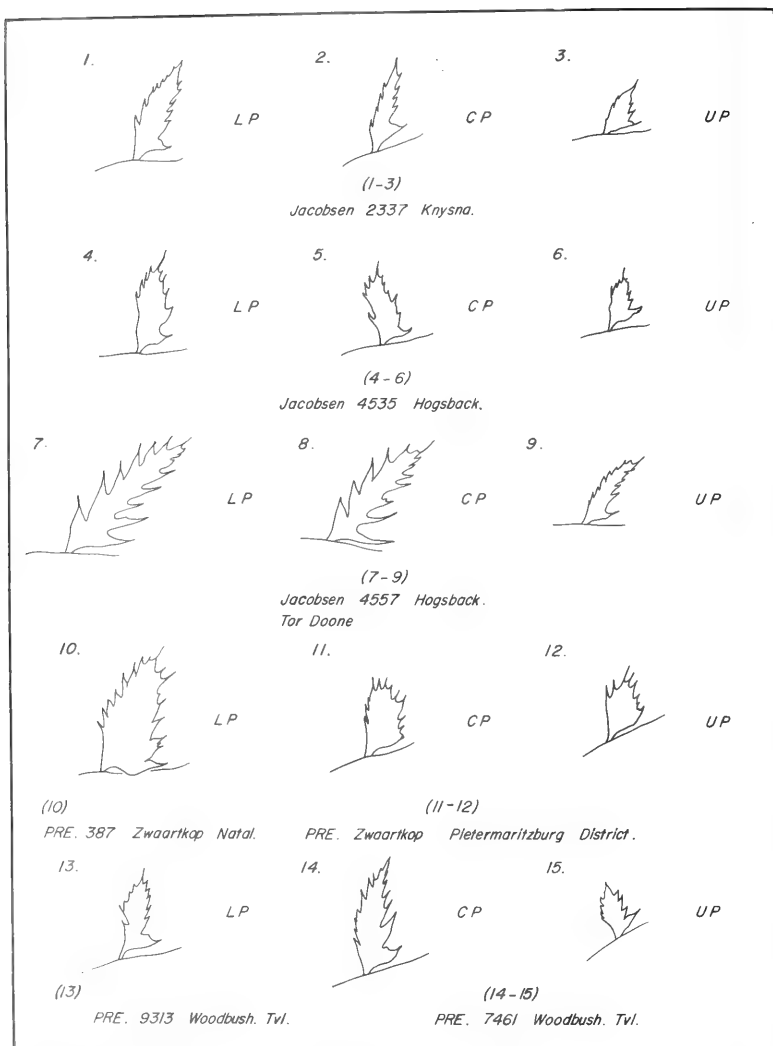 1. LP 2. CP 3. UP
(1-3)
Jacobsen 2337 Knysna.
4. LP 5. CP 6. UP
(4-6)
Jacobsen 4535 Hogsback.
7. LP 8. CP 9. UP
(7-9)
Jacobsen 4557 Hogsback.
Tor Doone
10. LP 11. CP 12. UP
(10) (11-12)
PRE. 387 Zwaartkop Natal. PRE. Zwaartkop Pietermaritzburg District.
13. LP 14. CP 15. UP
(13) (14-15)
PRE. 9313 Woodbush. Tvl. PRE. 7461 Woodbush. Tvl.